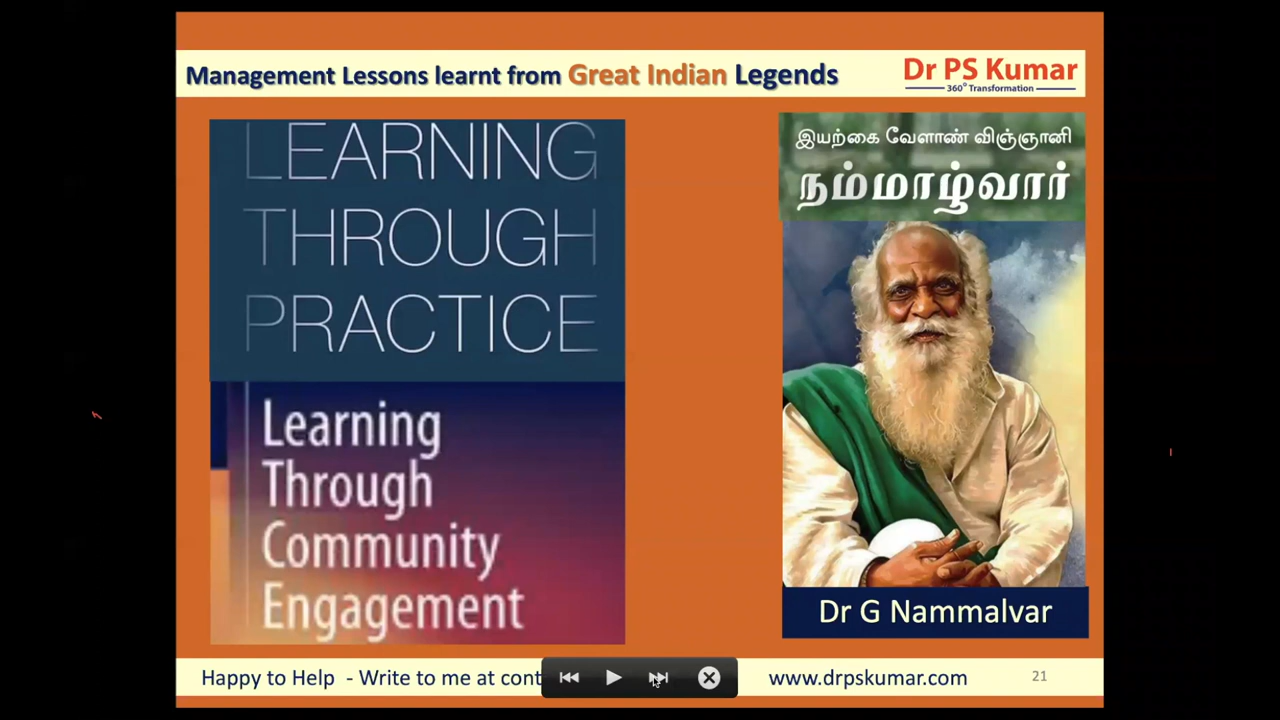 Management Lessons learnt from Great Indian Legends
Dr PS Kumar
360° Transformation
LEARNING
THROUGH
PRACTICE
Learning
Through
Community
Engagement
இயற்கை வேளாண் விஞ்ஞானி
நம்மாழ்வார்
Dr G Nammalvar
Happy to Help - Write to me at
www.drpskumar.com
21